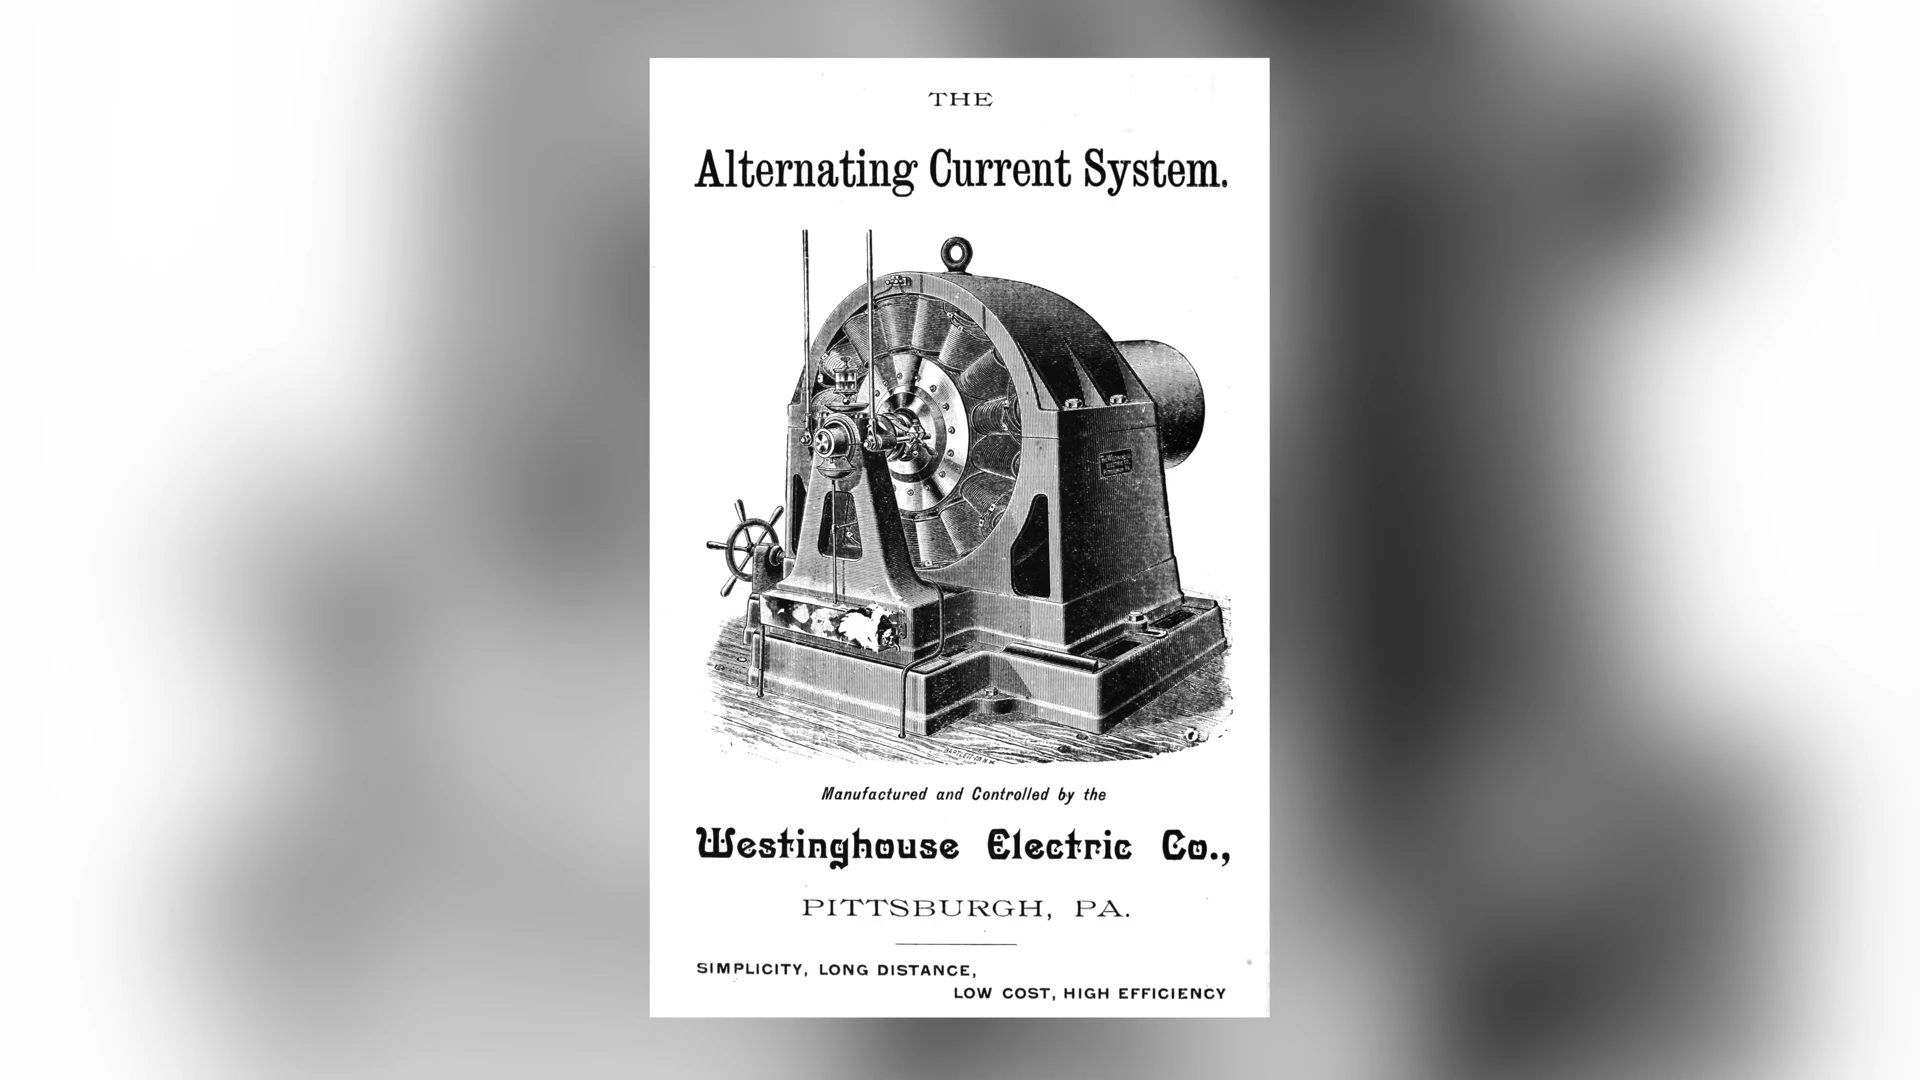 THE
Alternating Current System.
Manufactured and Controlled by the
Westinghouse Electric Co.,
PITTSBURGH, PA.
SIMPLICITY, LONG DISTANCE,
LOW COST, HIGH EFFICIENCY